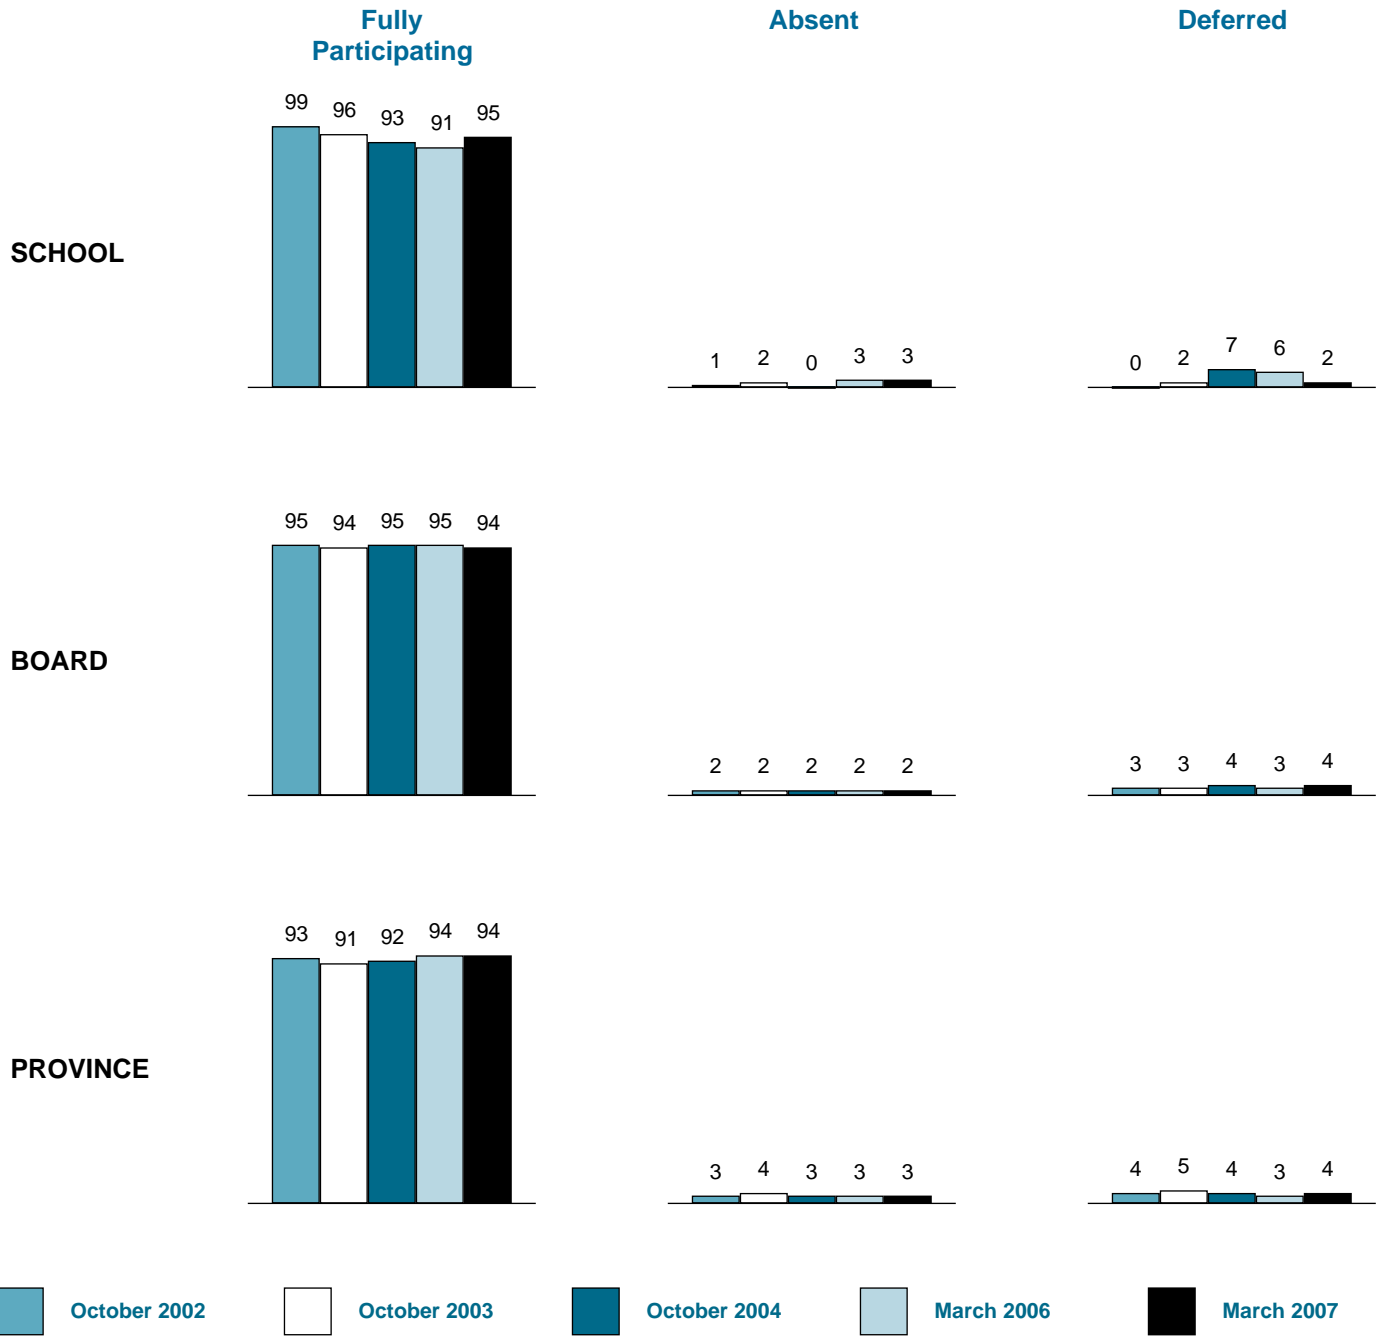 Fully
Participating
Absent
Deferred
SCHOOL
99 96 93 91 95
1 2 0 3 3
0 2 7 6 2
BOARD
95 94 95 95 94
2 2 2 2 2
3 3 4 3 4
PROVINCE
93 91 92 94 94
3 4 3 3 3
4 5 4 3 4
October 2002
October 2003
October 2004
March 2006
March 2007